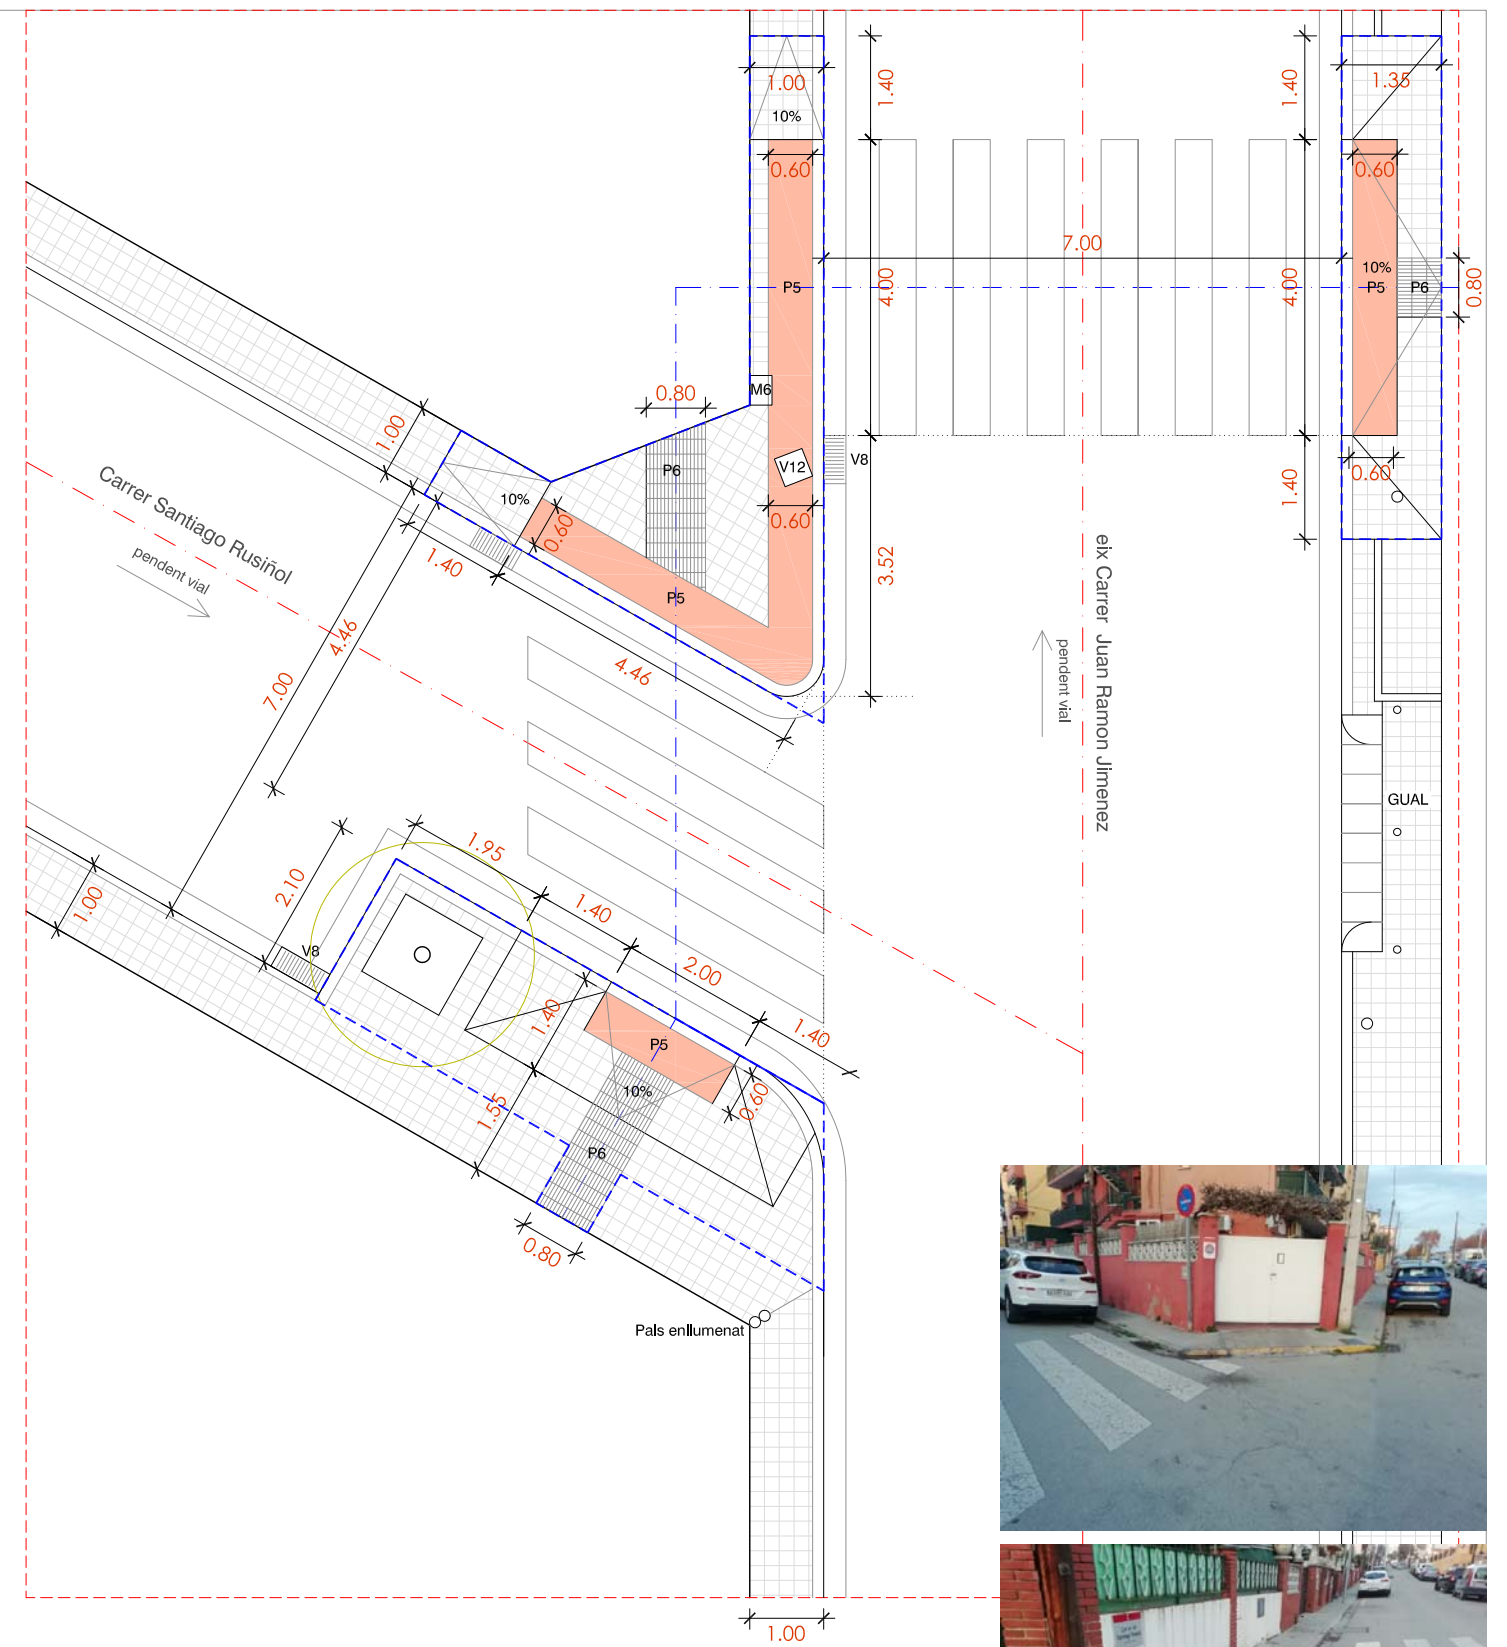 1.00
10%
0.60
1.40
1.40
1.35
0.60
7.00
P5
4.00
4.00
10%
P5
P6
0.80
M6
0.80
1.00
P6
V12
V8
10%
0.60
0.60
0.60
1.40
1.40
3.52
Carrer Santiago Rusiñol
pendent vial
P5
4.46
4.46
7.00
eix Carrer Juan Ramon Jimenez
pendent vial
GUAL
1.95
2.10
1.00
1.40
V8
2.00
1.40
1.40
P5
10%
0.60
1.55
P6
0.80
Pals enllumenat
1.00